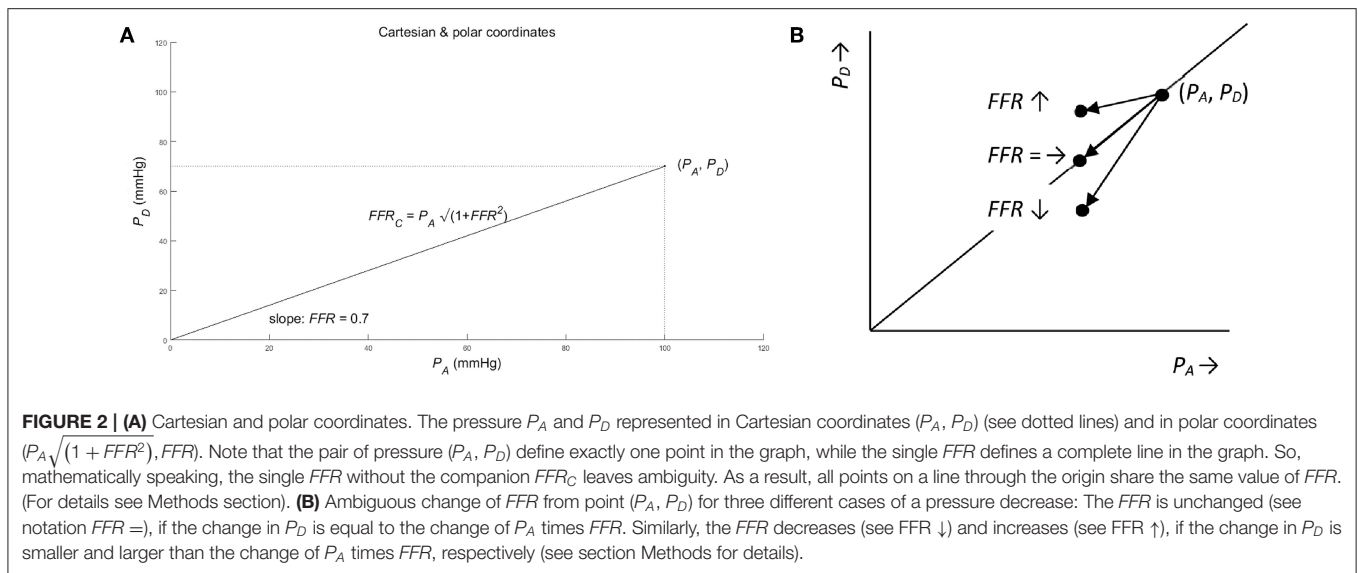 A
Cartesian & polar coordinates
120
100
80
60
40
20
0
P_D (mmHg)
(P_A, P_D)
FFR_C = P_A √(1+FFR²)
slope: FFR = 0.7
0 20 40 60 80 100 120
P_A (mmHg)
B
P_D →
(P_A, P_D)
FFR ↑
FFR = →
FFR ↓
P_A →
FIGURE 2 | (A) Cartesian and polar coordinates. The pressure P_A and P_D represented in Cartesian coordinates (P_A, P_D) (see dotted lines) and in polar coordinates
(P_A√(1 + FFR²), FFR). Note that the pair of pressure (P_A, P_D) define exactly one point in the graph, while the single FFR defines a complete line in the graph. So,
mathematically speaking, the single FFR without the companion FFR_C leaves ambiguity. As a result, all points on a line through the origin share the same value of FFR.
(For details see Methods section). (B) Ambiguous change of FFR from point (P_A, P_D) for three different cases of a pressure decrease: The FFR is unchanged (see
notation FFR =), if the change in P_D is equal to the change of P_A times FFR. Similarly, the FFR decreases (see FFR ↓) and increases (see FFR ↑), if the change in P_D is
smaller and larger than the change of P_A times FFR, respectively (see section Methods for details).